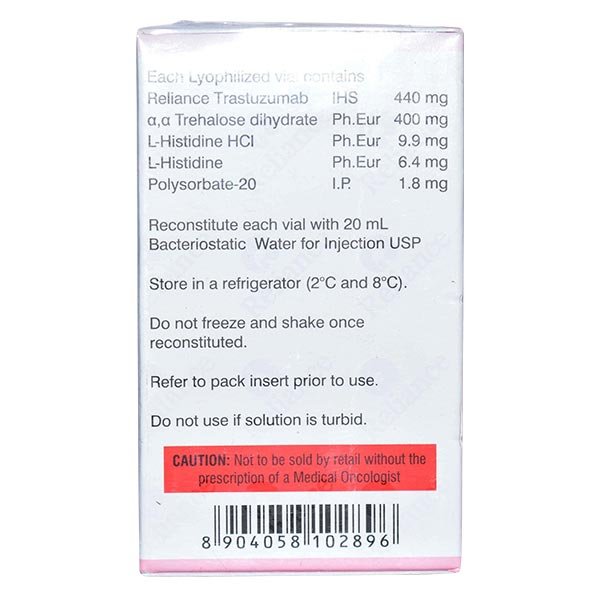 Each Lyophilized vial contains
Reliance Trastuzumab IHS 440 mg
α,α Trehalose dihydrate Ph.Eur 400 mg
L-Histidine HCl Ph.Eur 9.9 mg
L-Histidine Ph.Eur 6.4 mg
Polysorbate-20 I.P. 1.8 mg
Reconstitute each vial with 20 mL
Bacteriostatic Water for Injection USP
Store in a refrigerator (2°C and 8°C).
Do not freeze and shake once
reconstituted.
Refer to pack insert prior to use.
Do not use if solution is turbid.
CAUTION: Not to be sold by retail without the
prescription of a Medical Oncologist
8 904058 102896